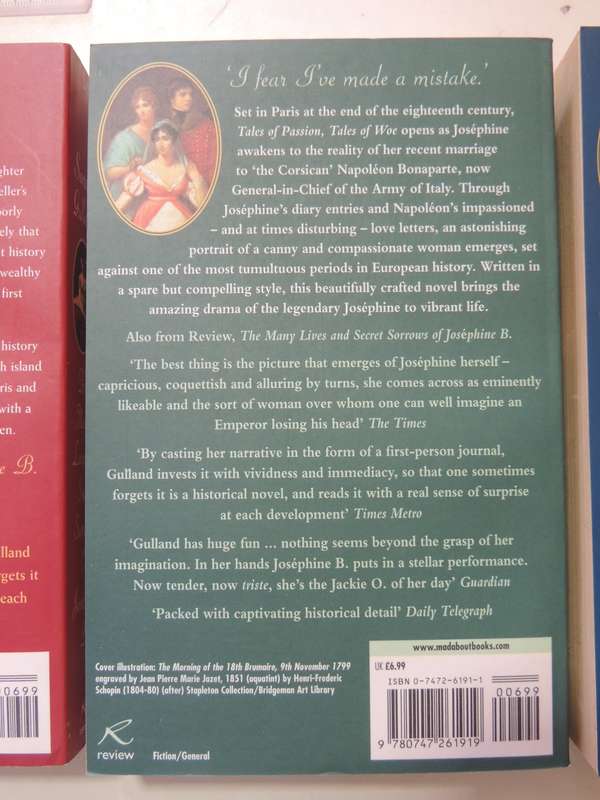 'I fear I've made a mistake.'
Set in Paris at the end of the eighteenth century,
Tales of Passion, Tales of Woe opens as Joséphine
awakens to the reality of her recent marriage
to 'the Corsican' Napoléon Bonaparte, now
General-in-Chief of the Army of Italy. Through
Joséphine's diary entries and Napoléon's impassioned
– and at times disturbing – love letters, an astonishing
portrait of a canny and compassionate woman emerges, set
against one of the most tumultuous periods in European history. Written in
a spare but compelling style, this beautifully crafted novel brings the
amazing drama of the legendary Joséphine to vibrant life.
Also from Review, The Many Lives and Secret Sorrows of Joséphine B.
'The best thing is the picture that emerges of Joséphine herself –
capricious, coquettish and alluring by turns, she comes across as eminently
likeable and the sort of woman over whom one can well imagine an
Emperor losing his head' The Times
'By casting her narrative in the form of a first-person journal,
Gulland invests it with vividness and immediacy, so that one sometimes
forgets it is a historical novel, and reads it with a real sense of surprise
at each development' Times Metro
'Gulland has huge fun ... nothing seems beyond the grasp of her
imagination. In her hands Joséphine B. puts in a stellar performance.
Now tender, now triste, she's the Jackie O. of her day' Guardian
'Packed with captivating historical detail' Daily Telegraph
Cover illustration: The Morning of the 18th Brumaire, 9th November 1799
engraved by Jean Pierre Marie Jazet, 1851 (aquatint) by Henri-Frederic
Schopin (1804-80) (after) Stapleton Collection/Bridgeman Art Library
R
review
Fiction/General
www.madaboutbooks.com
UK £6.99
ISBN 0-7472-6191-1
00699
9 780747 261919
ghter
eller's
oorly
ely that
t history
wealthy
first
history
h island
ris and
with a
en.
e B.
lland
rgets it
each
00699